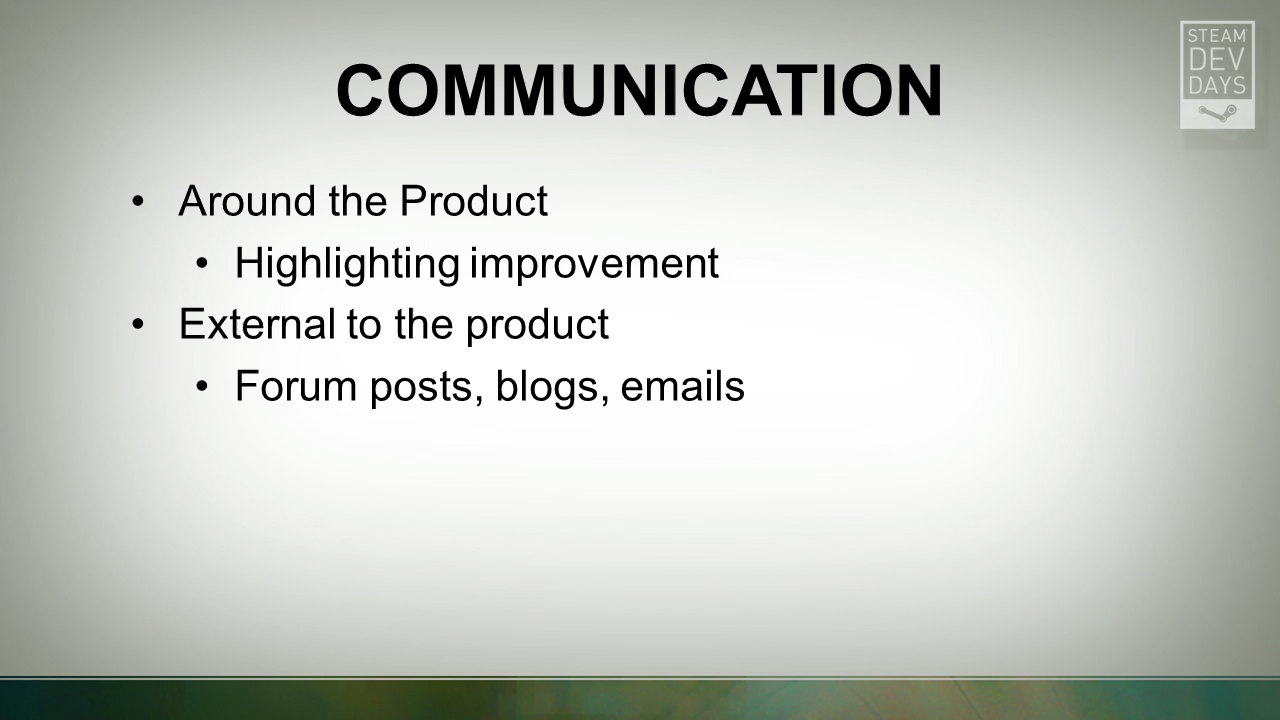 COMMUNICATION
STEAM
DEV
DAYS
• Around the Product
• Highlighting improvement
• External to the product
• Forum posts, blogs, emails